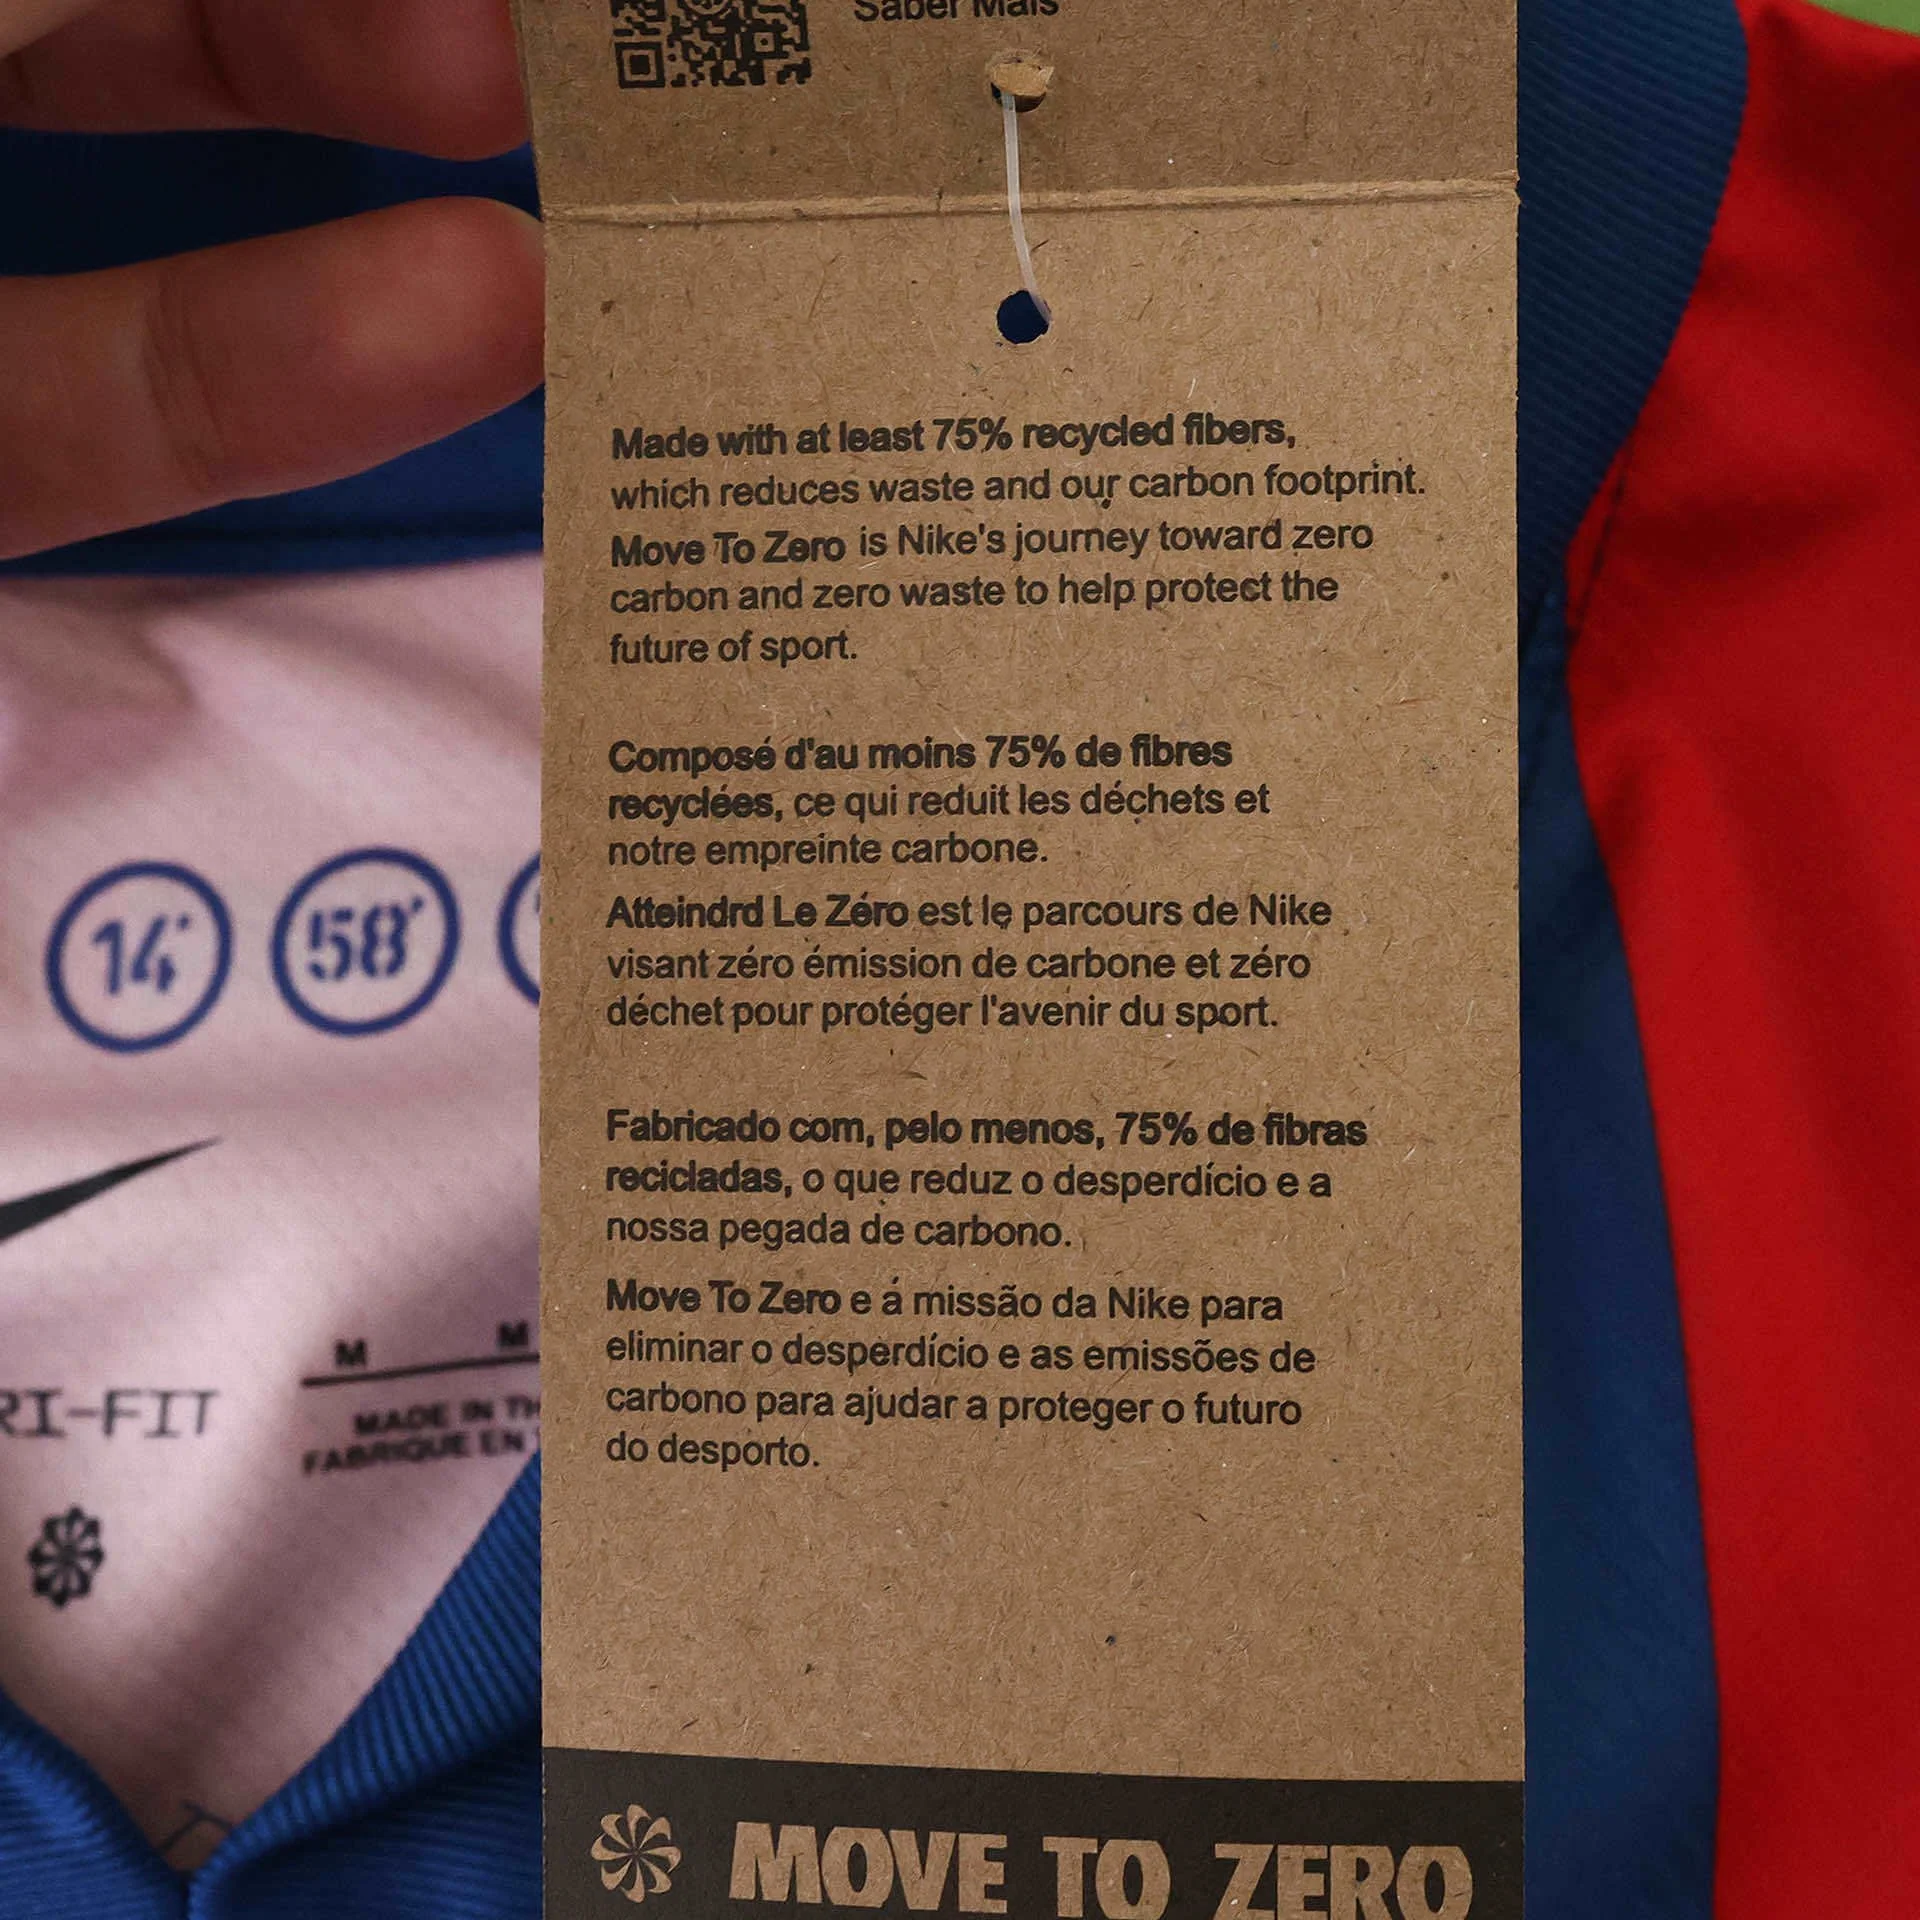 Saber Mais
Made with at least 75% recycled fibers,
which reduces waste and our carbon footprint.
Move To Zero is Nike's journey toward zero
carbon and zero waste to help protect the
future of sport.
Composé d'au moins 75% de fibres
recyclées, ce qui reduit les déchets et
notre empreinte carbone.
Atteindrd Le Zéro est le parcours de Nike
visant zéro émission de carbone et zéro
déchet pour protéger l'avenir du sport.
Fabricado com, pelo menos, 75% de fibras
recicladas, o que reduz o desperdício e a
nossa pegada de carbono.
Move To Zero e á missão da Nike para
eliminar o desperdício e as emissões de
carbono para ajudar a proteger o futuro
do desporto.
MOVE TO ZERO
14' 58'
M M
RI-FIT
MADE IN TH
FABRIQUE EN